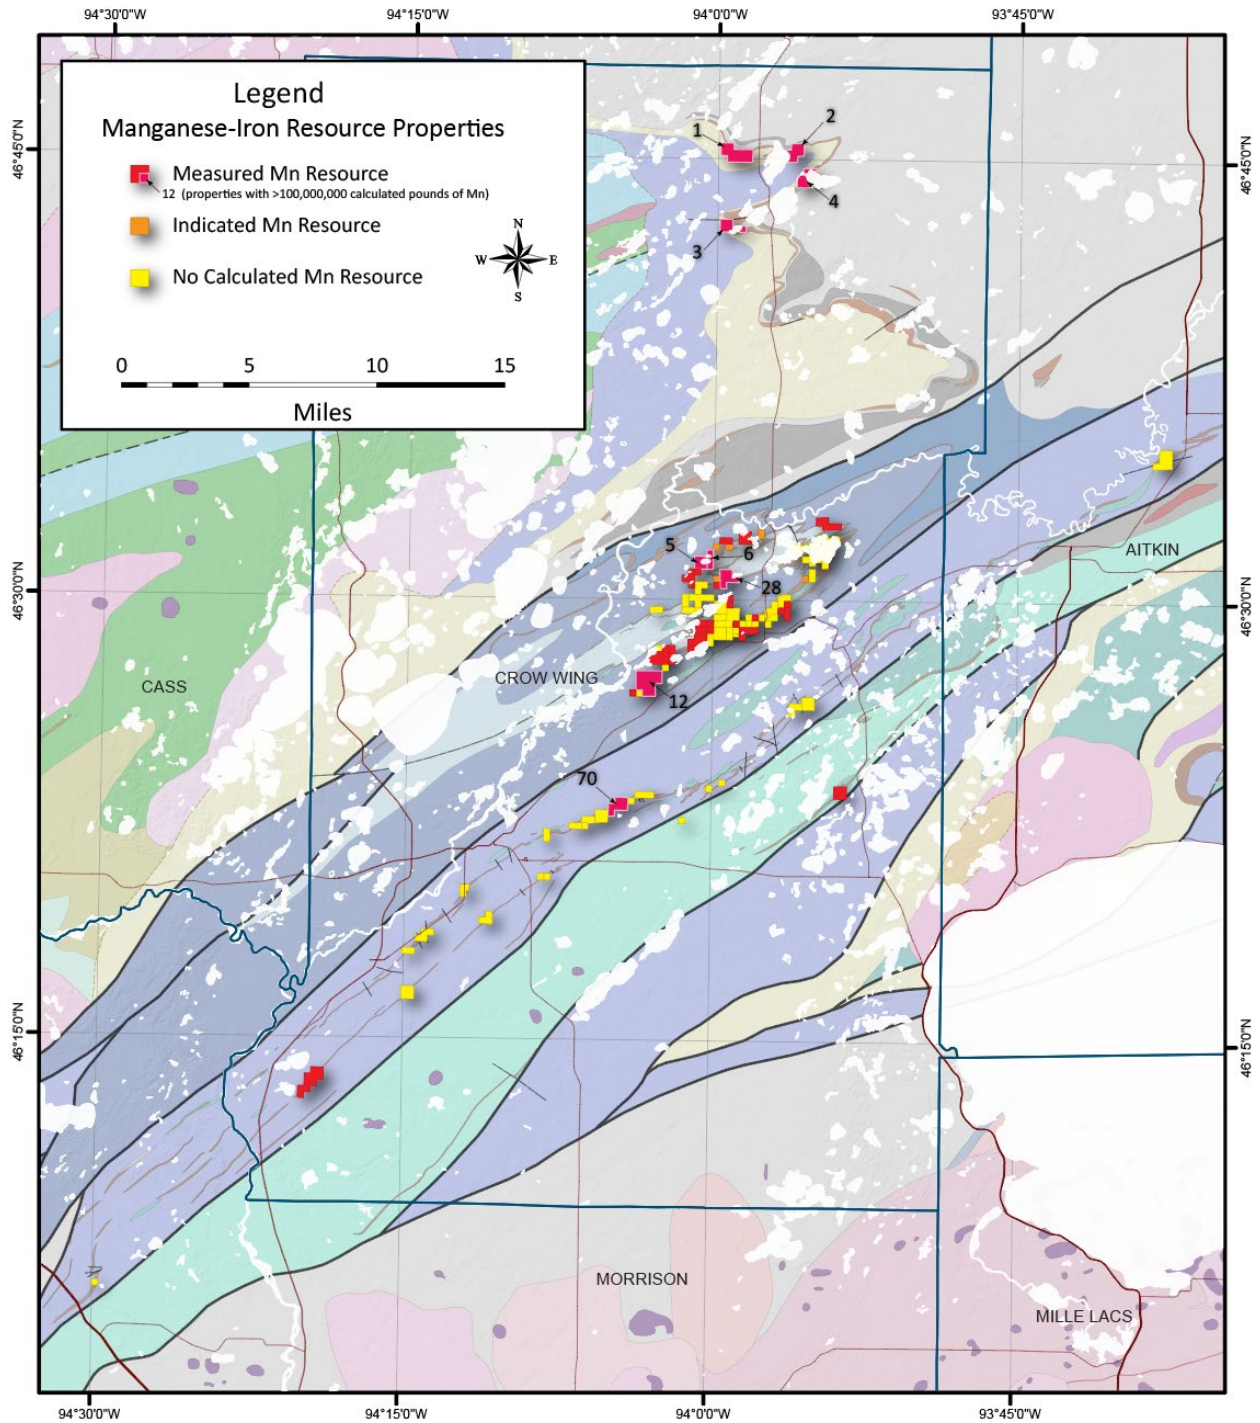 94°30'0"W 94°15'0"W 94°0'0"W 93°45'0"W
Legend
Manganese-Iron Resource Properties
Measured Mn Resource
12 (properties with >100,000,000 calculated pounds of Mn)
Indicated Mn Resource
No Calculated Mn Resource
N
W E
S
0 5 10 15
Miles
46°45'0"N
46°45'0"N
1
2
4
3
5
6
28
AITKIN
46°30'0"N
46°30'0"N
CASS
CROW WING
12
70
46°15'0"N
46°15'0"N
MORRISON
MILLE LACS
94°30'0"W 94°15'0"W 94°0'0"W 93°45'0"W